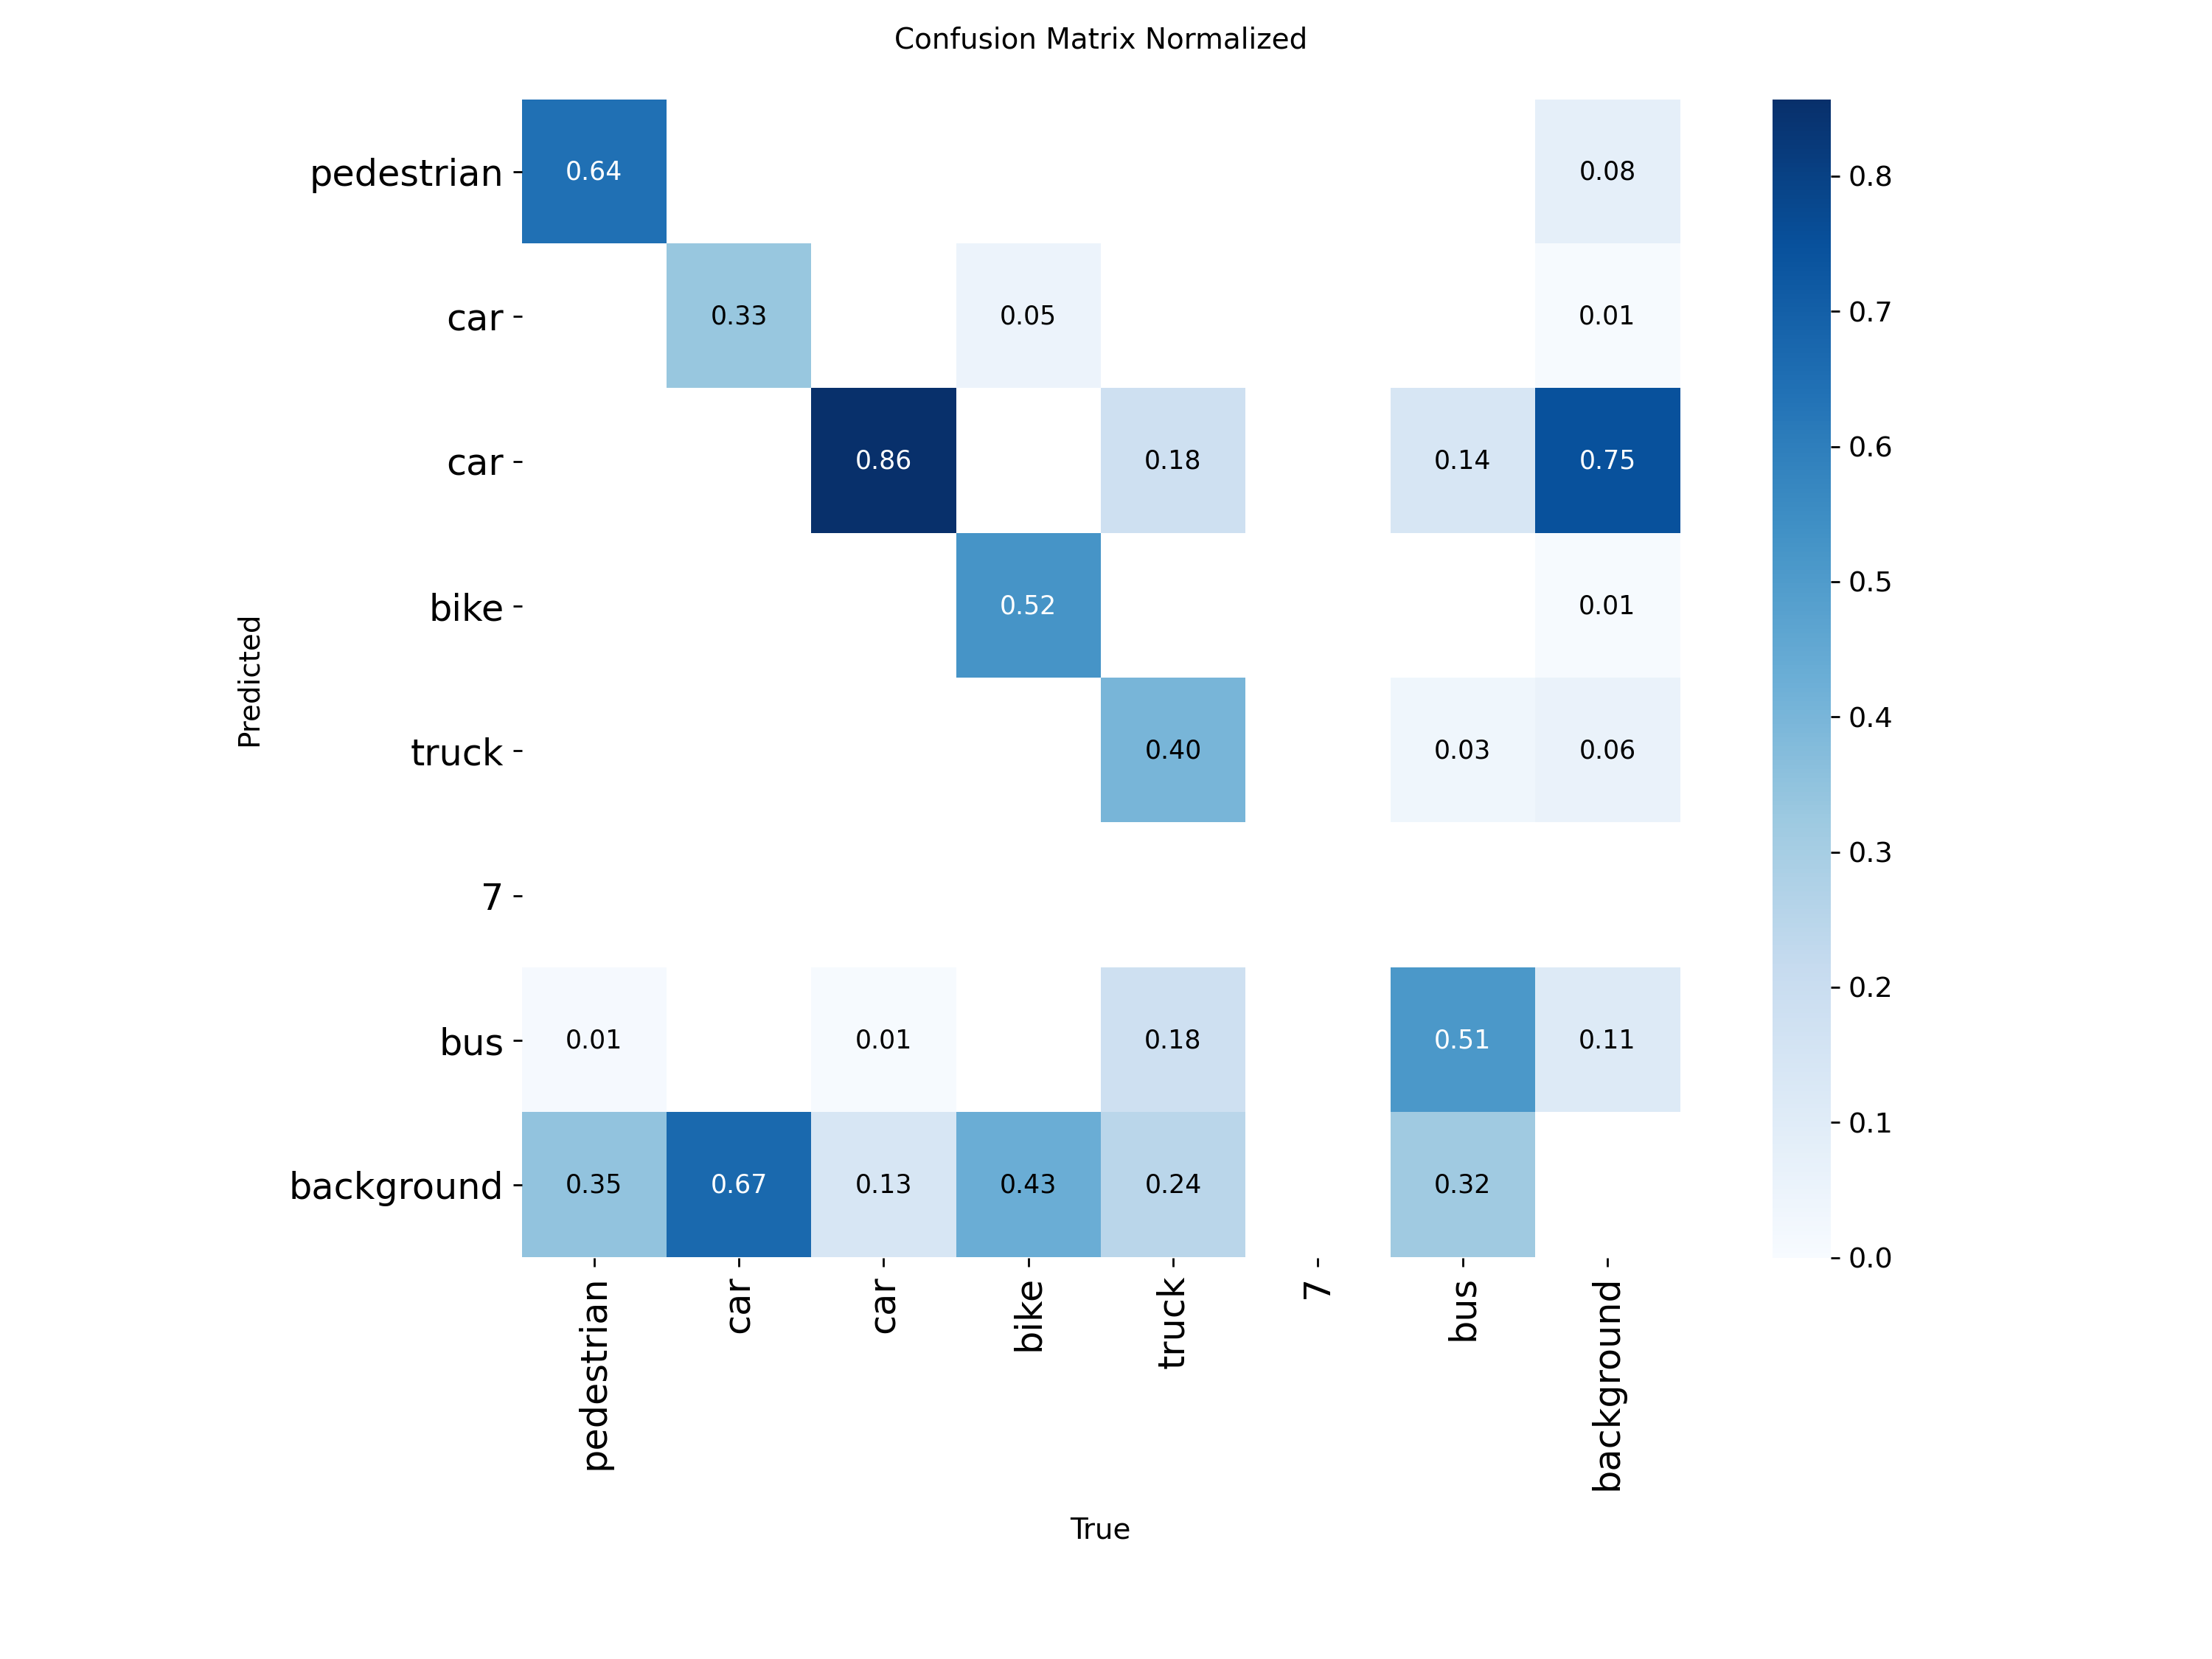 Confusion Matrix Normalized
pedestrian 0.64 0.08
car 0.33 0.05 0.01
car 0.86 0.18 0.14 0.75
bike 0.52 0.01
truck 0.40 0.03 0.06
7
bus 0.01 0.01 0.18 0.51 0.11
background 0.35 0.67 0.13 0.43 0.24 0.32
Predicted
pedestrian car car bike truck 7 bus background
True
0.8
0.7
0.6
0.5
0.4
0.3
0.2
0.1
0.0